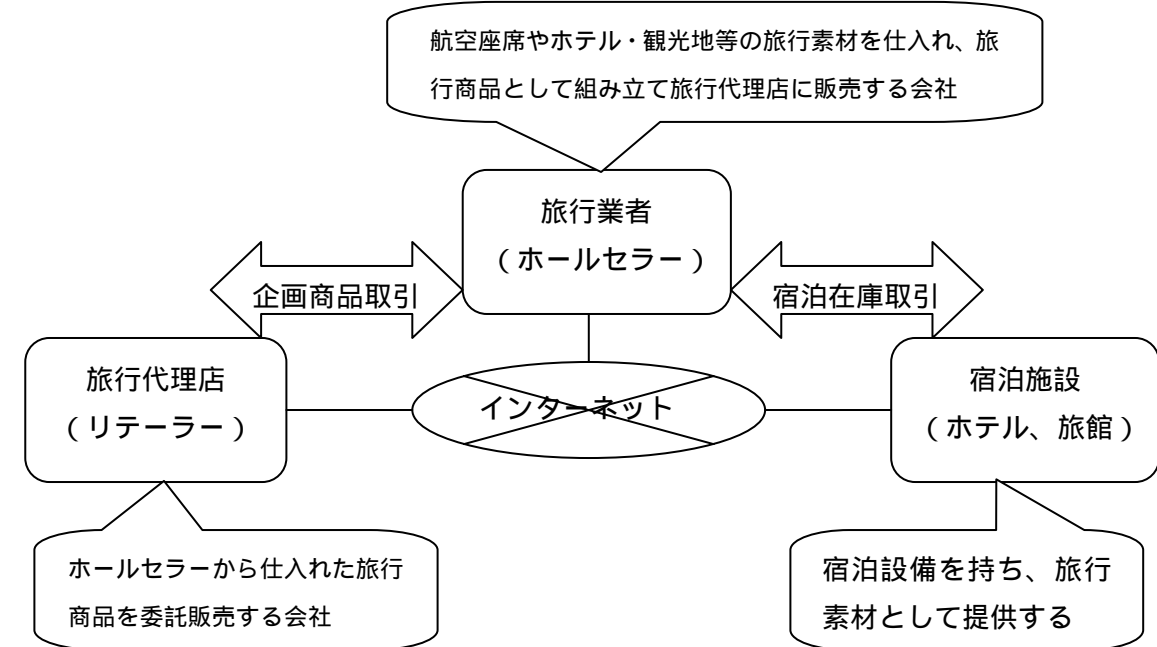 航空座席やホテル・観光地等の旅行素材を仕入れ、旅
行商品として組み立て旅行代理店に販売する会社
旅行業者
（ホールセラー）
企画商品取引
宿泊在庫取引
旅行代理店
（リテーラー）
インターネット
宿泊施設
（ホテル、旅館）
ホールセラーから仕入れた旅行
商品を委託販売する会社
宿泊設備を持ち、旅行
素材として提供する